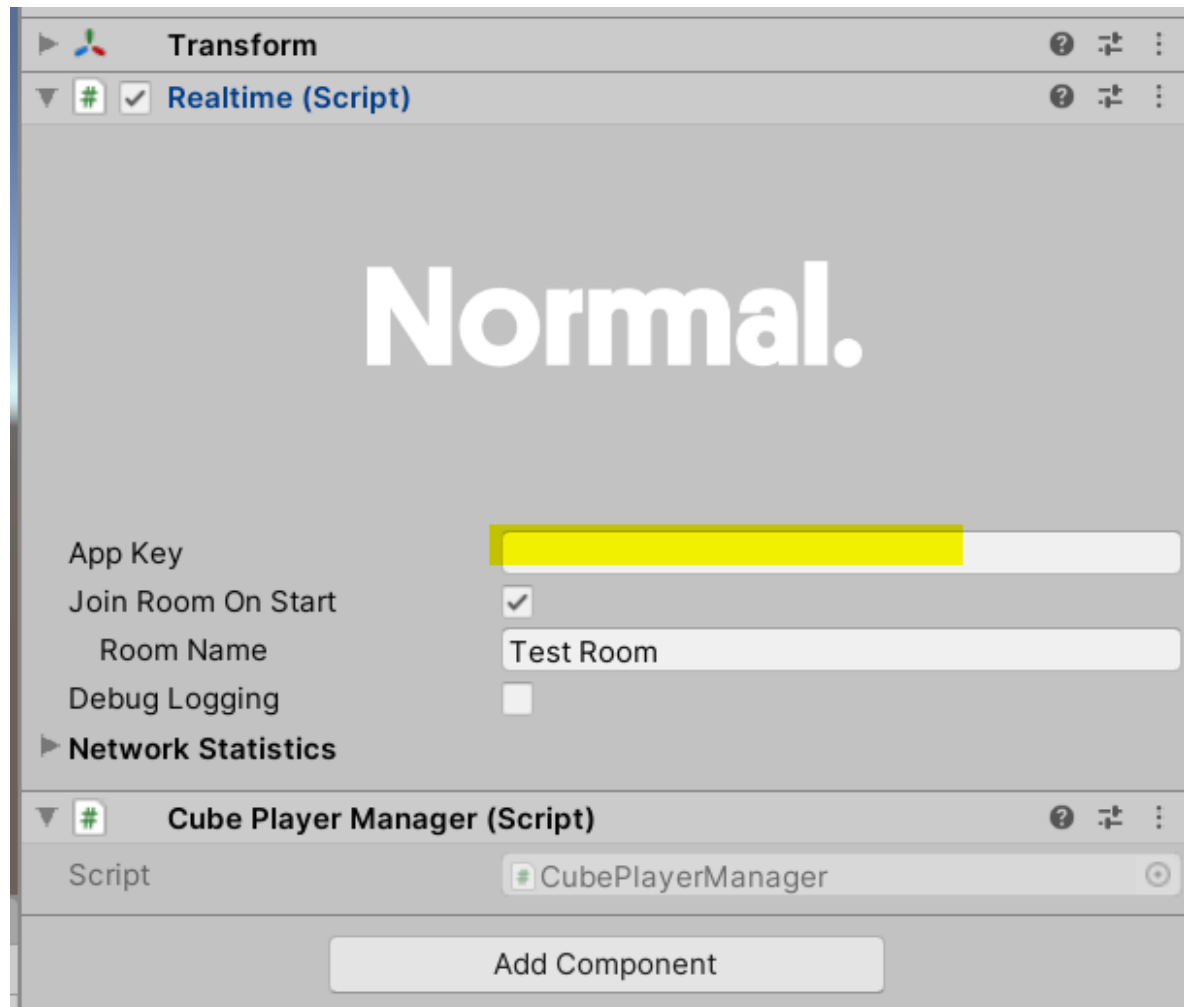 Transform
Realtime (Script)
Normal.
App Key
Join Room On Start
Room Name Test Room
Debug Logging
Network Statistics
# Cube Player Manager (Script)
Script # CubePlayerManager
Add Component